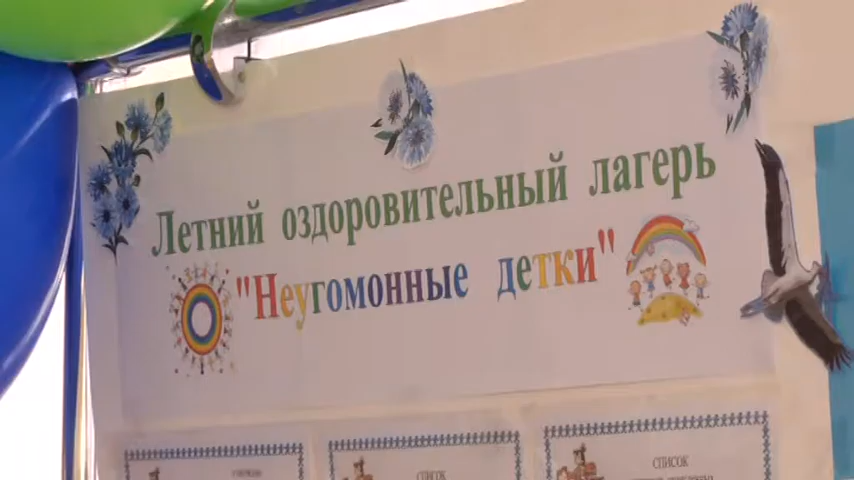 Летний оздоровительный лагерь
"Неугомонные детки"
список
список